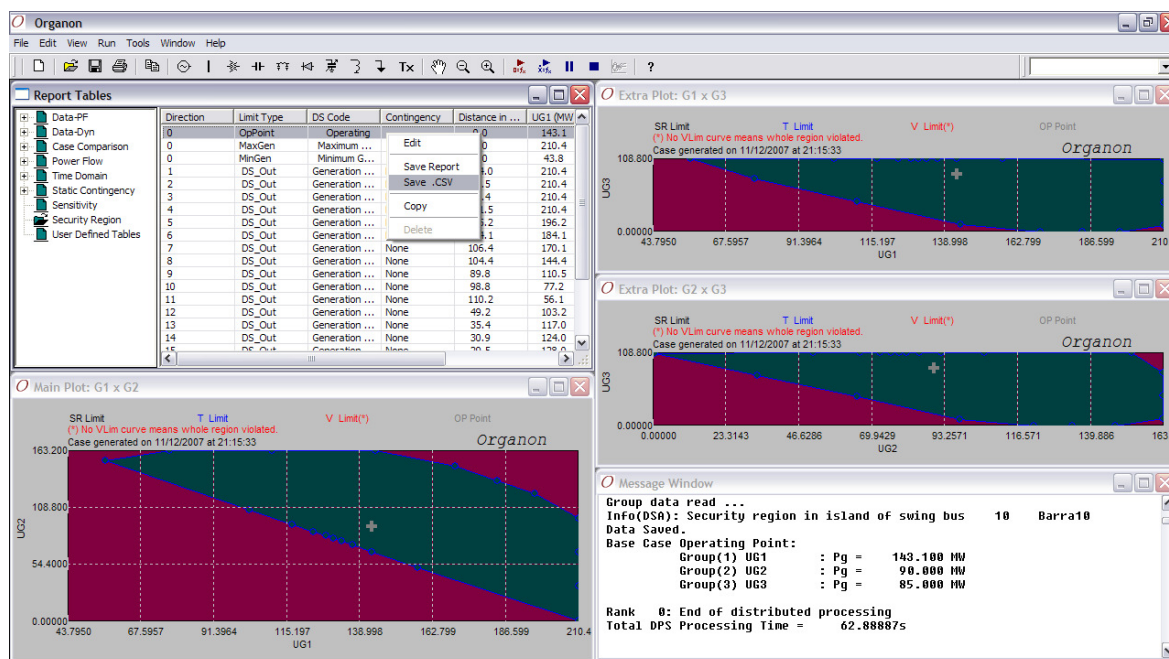 Organon
File Edit View Run Tools Window Help
Tx
?
Report Tables
Data-PF
Data-Dyn
Case Comparison
Power Flow
Time Domain
Static Contingency
Sensitivity
Security Region
User Defined Tables
Direction Limit Type DS Code Contingency Distance in ... UG1 (MW
0 OpPoint Operating 143.1
0 MaxGen Maximum ... 210.4
0 MinGen Minimum G... 43.8
1 DS_Out Generation ... 210.4
2 DS_Out Generation ... 210.4
3 DS_Out Generation ... 210.4
4 DS_Out Generation ... 210.4
5 DS_Out Generation ... 196.2
6 DS_Out Generation ... 184.1
7 DS_Out Generation ... None 106.4 170.1
8 DS_Out Generation ... None 104.4 144.4
9 DS_Out Generation ... None 89.8 110.5
10 DS_Out Generation ... None 98.8 77.2
11 DS_Out Generation ... None 110.2 56.1
12 DS_Out Generation ... None 49.2 103.2
13 DS_Out Generation ... None 35.4 117.0
14 DS_Out Generation ... None 30.9 124.0
Edit
Save Report
Save .CSV
Copy
Delete
Extra Plot: G1 x G3
SR Limit T Limit V Limit(*) OP Point
(*) No VLim curve means whole region violated.
Case generated on 11/12/2007 at 21:15:33
Organon
108.800
UG3
0.00000
43.7950 67.5957 91.3964 115.197 138.998 162.799 186.599 210
UG1
Extra Plot: G2 x G3
SR Limit T Limit V Limit(*) OP Point
(*) No VLim curve means whole region violated.
Case generated on 11/12/2007 at 21:15:33
Organon
108.800
UG3
0.00000
0.00000 23.3143 46.6286 69.9429 93.2571 116.571 139.886 163
UG2
Main Plot: G1 x G2
SR Limit T Limit V Limit(*) OP Point
(*) No VLim curve means whole region violated.
Case generated on 11/12/2007 at 21:15:33
Organon
163.200
108.800
UG2
54.4000
0.00000
43.7950 67.5957 91.3964 115.197 138.998 162.799 186.599 210.4
UG1
Message Window
Group data read ...
Info(DSA): Security region in island of swing bus 10 Barra10
Data Saved.
Base Case Operating Point:
Group(1) UG1 : Pg = 143.100 MW
Group(2) UG2 : Pg = 90.000 MW
Group(3) UG3 : Pg = 85.000 MW
Rank 0: End of distributed processing
Total DPS Processing Time = 62.88887s